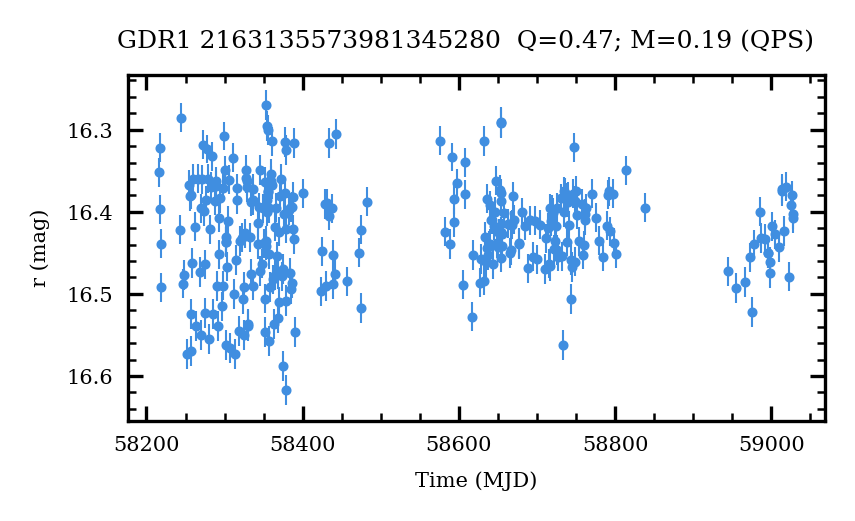 GDR1 2163135573981345280  Q=0.47; M=0.19 (QPS)
r (mag)
16.3
16.4
16.5
16.6
58200 58400 58600 58800 59000
Time (MJD)